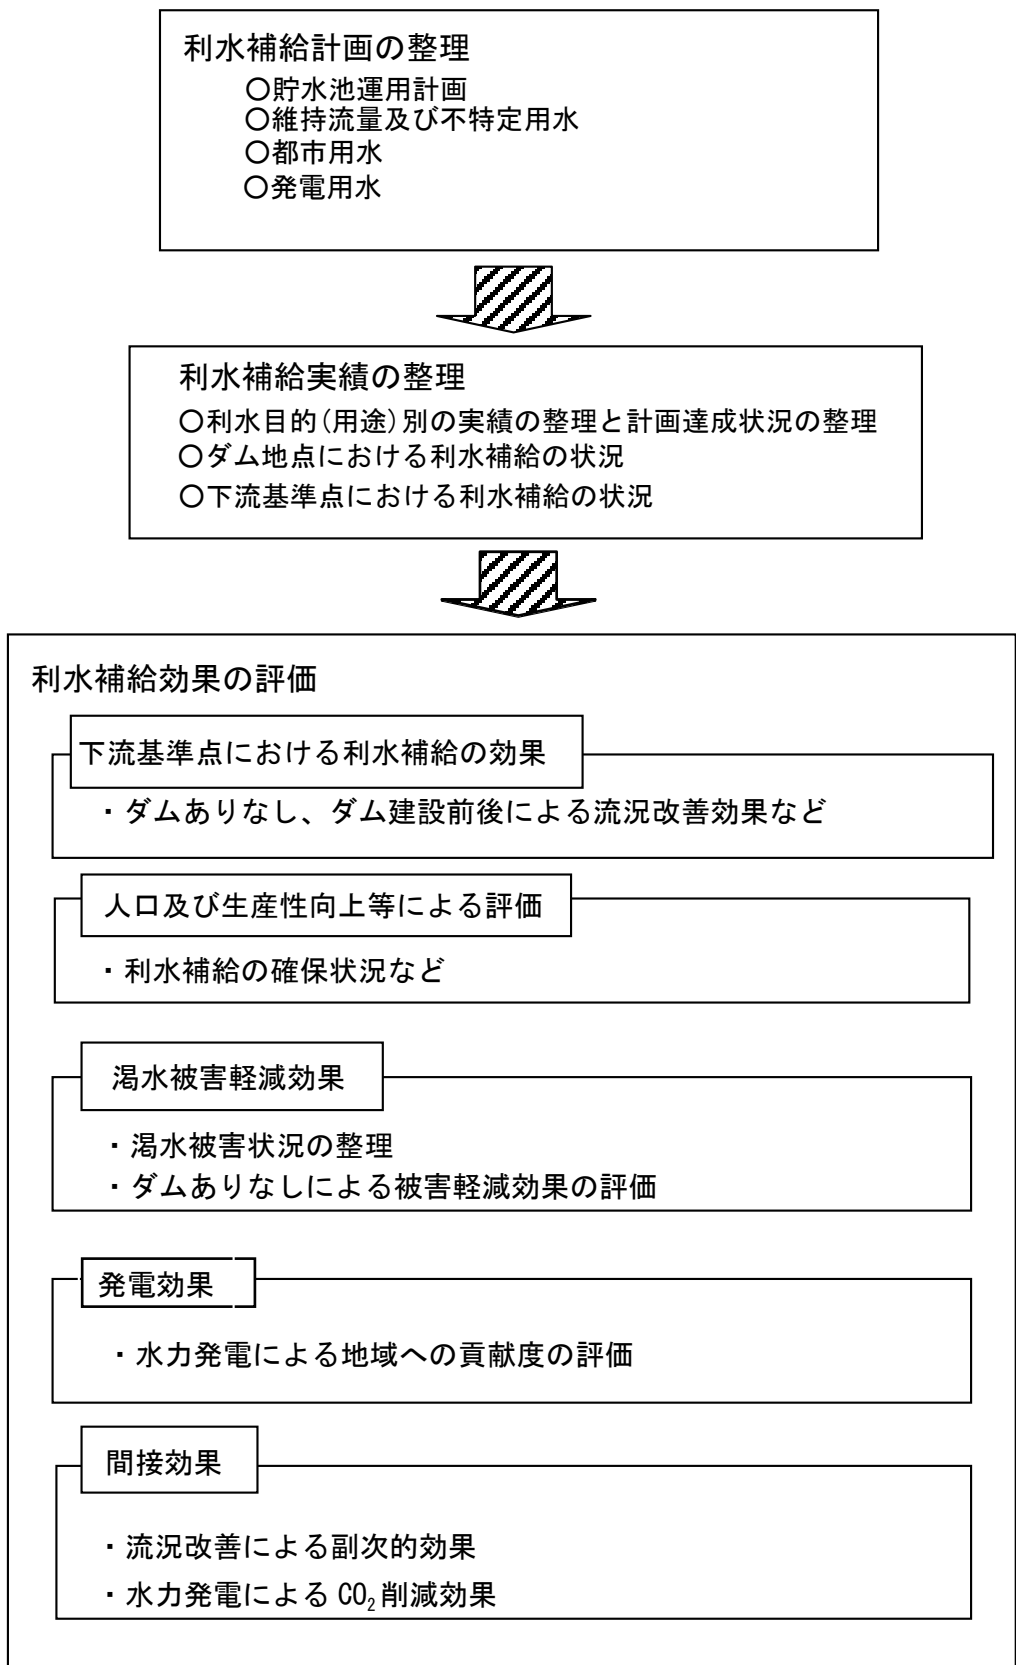 利水補給計画の整理
○貯水池運用計画
○維持流量及び不特定用水
○都市用水
○発電用水
利水補給実績の整理
○利水目的(用途)別の実績の整理と計画達成状況の整理
○ダム地点における利水補給の状況
○下流基準点における利水補給の状況
利水補給効果の評価
下流基準点における利水補給の効果
・ダムありなし、ダム建設前後による流況改善効果など
人口及び生産性向上等による評価
・利水補給の確保状況など
渇水被害軽減効果
・渇水被害状況の整理
・ダムありなしによる被害軽減効果の評価
発電効果
・水力発電による地域への貢献度の評価
間接効果
・流況改善による副次的効果
・水力発電による CO₂削減効果